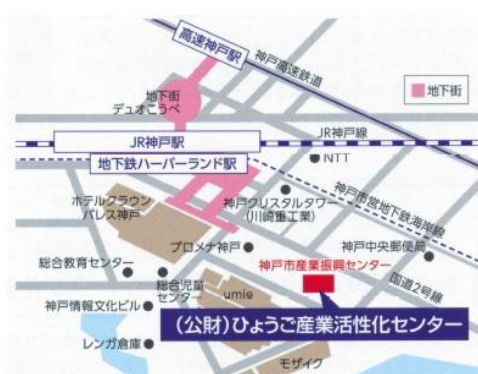 高速神戸駅
神戸高速鉄道
地下街
デュオこうべ
地下街
JR神戸駅
JR神戸線
地下鉄ハーバーランド駅
NTT
神戸市営地下鉄海岸線
ホテルクラウン
パレス神戸
神戸クリスタルタワー
(川崎重工業)
プロメナ神戸
神戸中央郵便局
総合教育センター
神戸市産業振興センター
総合児童
センター
umie
国道2号線
神戸情報文化ビル
(公財)ひょうご産業活性化センター
レンガ倉庫
モザイク